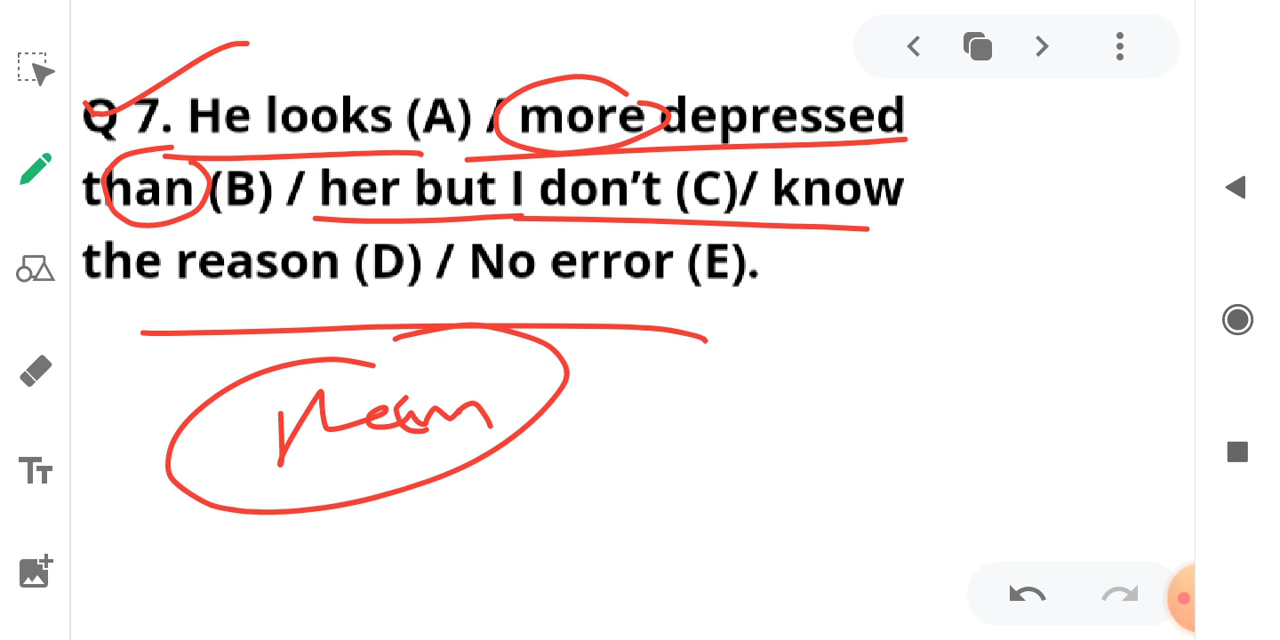 Q 7. He looks (A) / more depressed
than (B) / her but I don’t (C)/ know
the reason (D) / No error (E).